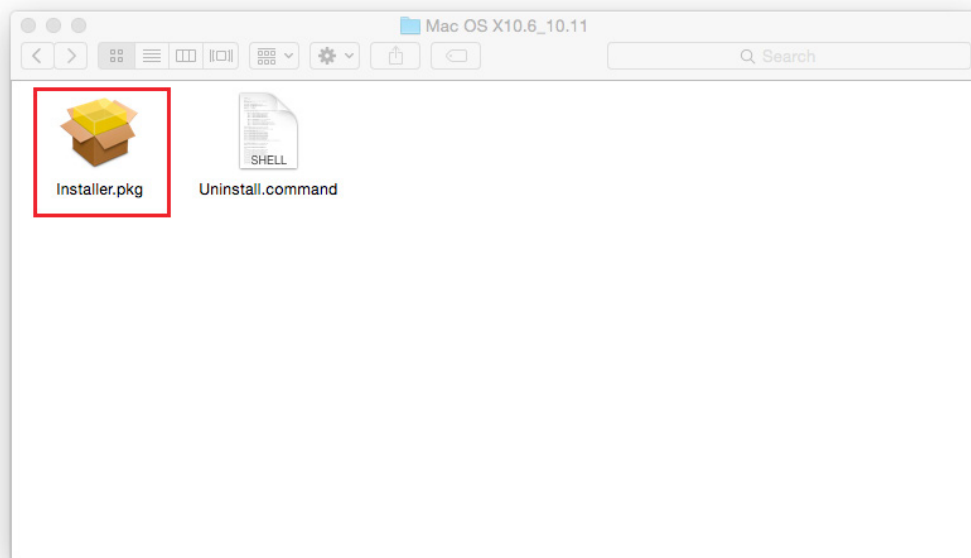 Mac OS X10.6_10.11
Search
SHELL
Installer.pkg
Uninstall.command